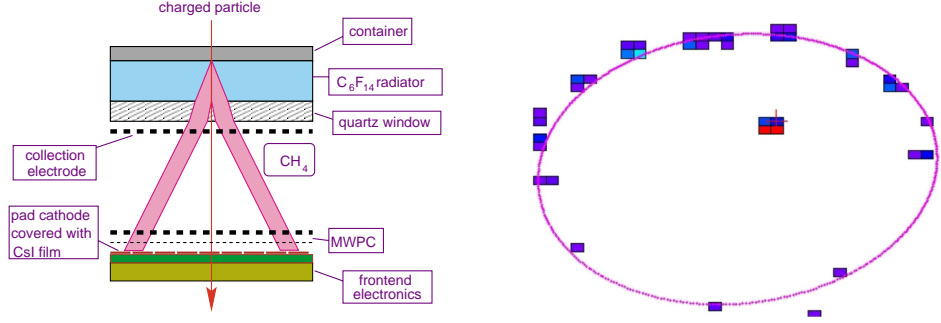 charged particle
container
C6F14 radiator
quartz window
collection
electrode
CH4
pad cathode
covered with
CsI film
MWPC
frontend
electronics